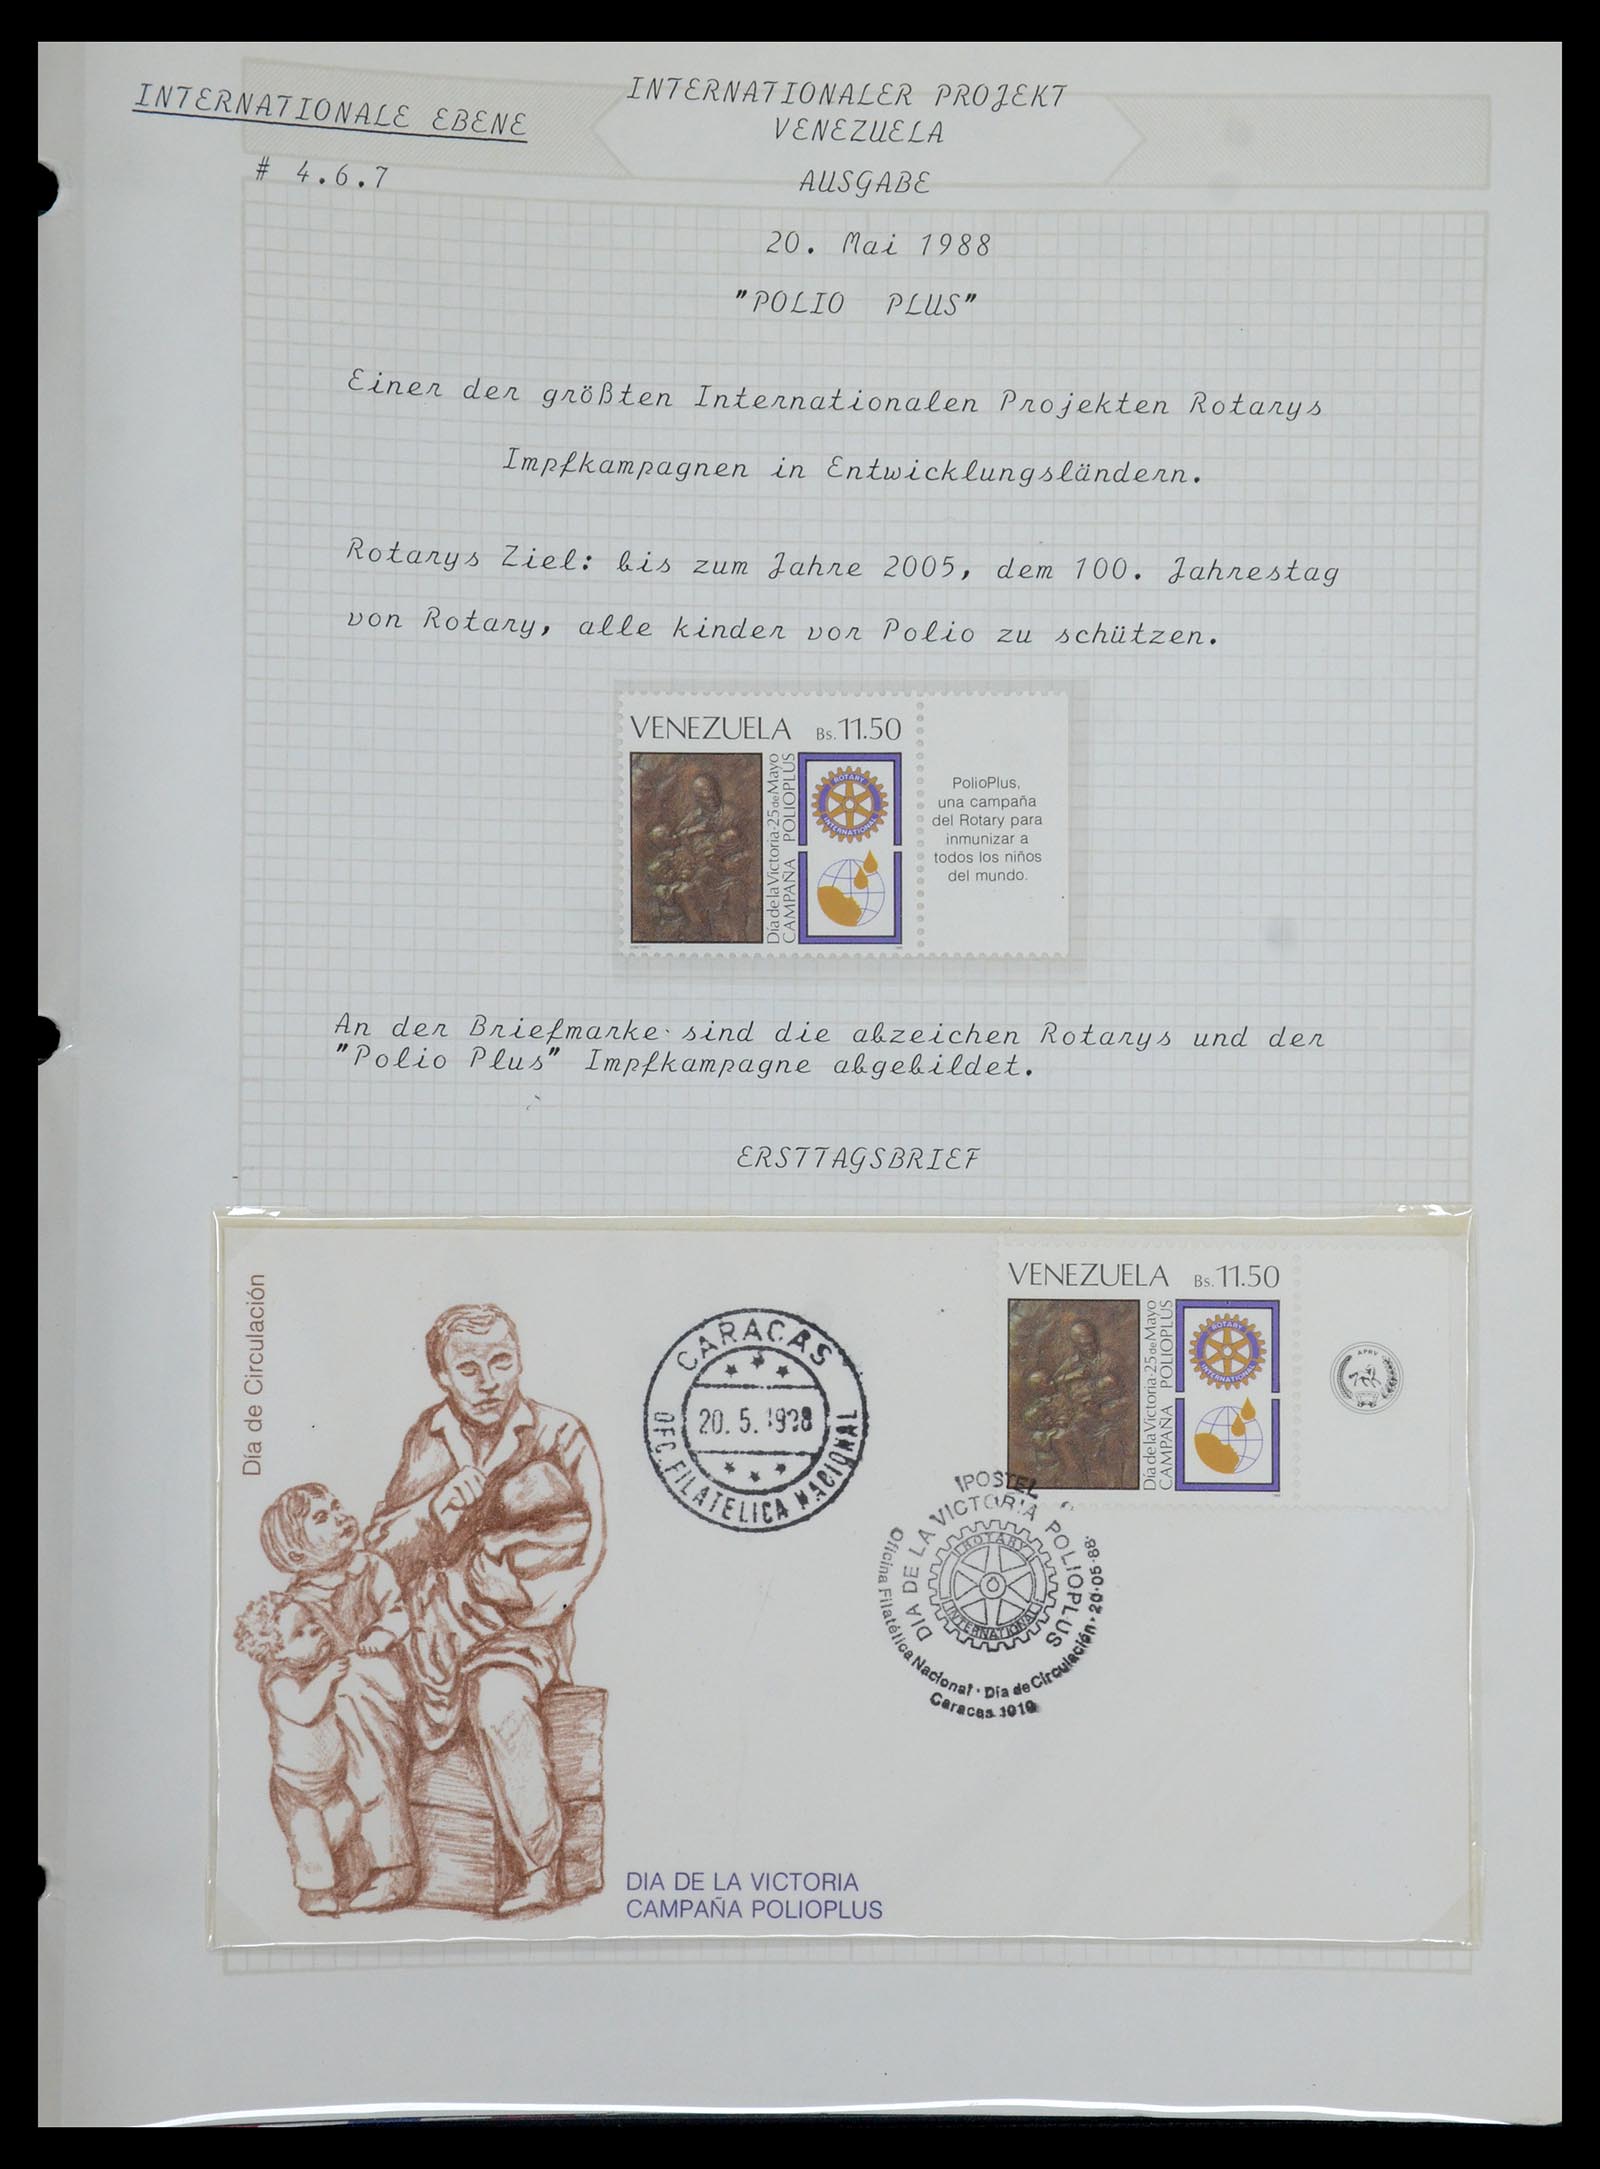 INTERNATIONALE EBENE
# 4.6.7
INTERNATIONALER PROJEKT
VENEZUELA
AUSGABE
20. Mai 1988
"POLIO PLUS"
Einer der größten Internationalen Projekten Rotarys
Impfkampagnen in Entwicklungsländern.
Rotarys Ziel: bis zum Jahre 2005, dem 100. Jahrestag
von Rotary, alle kinder vor Polio zu schützen.
VENEZUELA Bs.11.50
Día de la Victoria·25 de Mayo
CAMPAÑA POLIOPLUS
ROTARY
INTERNATIONAL
PolioPlus,
una campaña
del Rotary para
inmunizar a
todos los niños
del mundo.
An der Briefmarke sind die abzeichen Rotarys und der
"Polio Plus" Impfkampagne abgebildet.
ERSTTAGSBRIEF
Día de Circulación
CARACAS
20.5.1988
OFC. FILATELICA NACIONAL
VENEZUELA Bs.11.50
Día de la Victoria·25 de Mayo
CAMPAÑA POLIOPLUS
ROTARY
INTERNATIONAL
APRV
IPOSTEL
DIA DE LA VICTORIA POLIOPLUS
ROTARY
INTERNATIONAL
Oficina Filatélica Nacional · Día de Circulación · 20·05·88·
Caracas 1010
DIA DE LA VICTORIA
CAMPAÑA POLIOPLUS